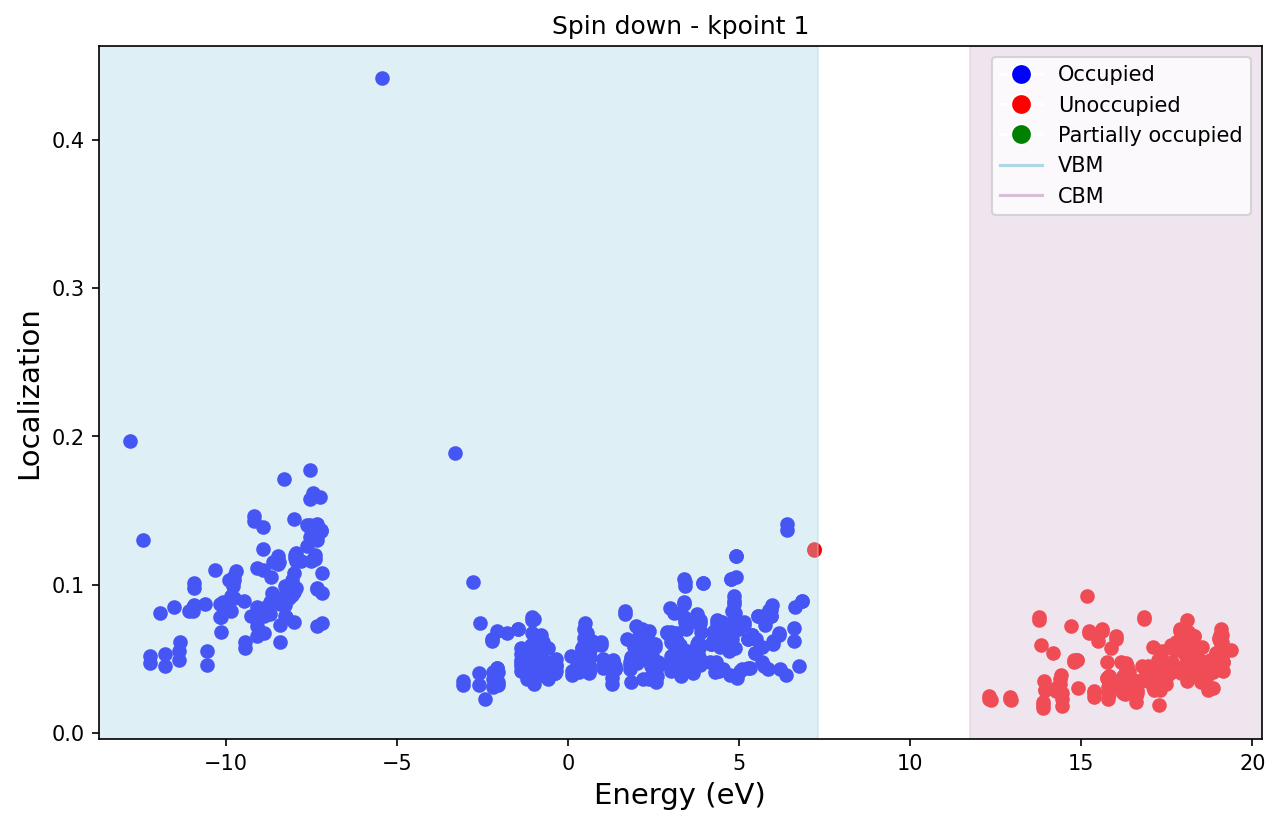 Spin down - kpoint 1
Localization
0.4
0.3
0.2
0.1
0.0
Occupied
Unoccupied
Partially occupied
VBM
CBM
−10
−5
0
5
10
15
20
Energy (eV)